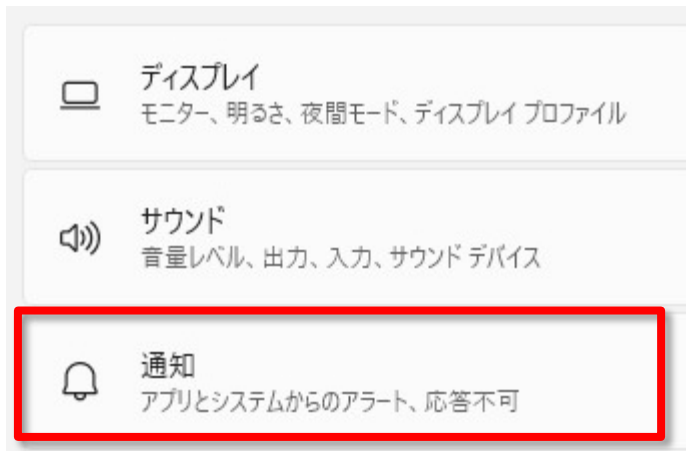 ディスプレイ
モニター、明るさ、夜間モード、ディスプレイ プロファイル
サウンド
音量レベル、出力、入力、サウンド デバイス
通知
アプリとシステムからのアラート、応答不可